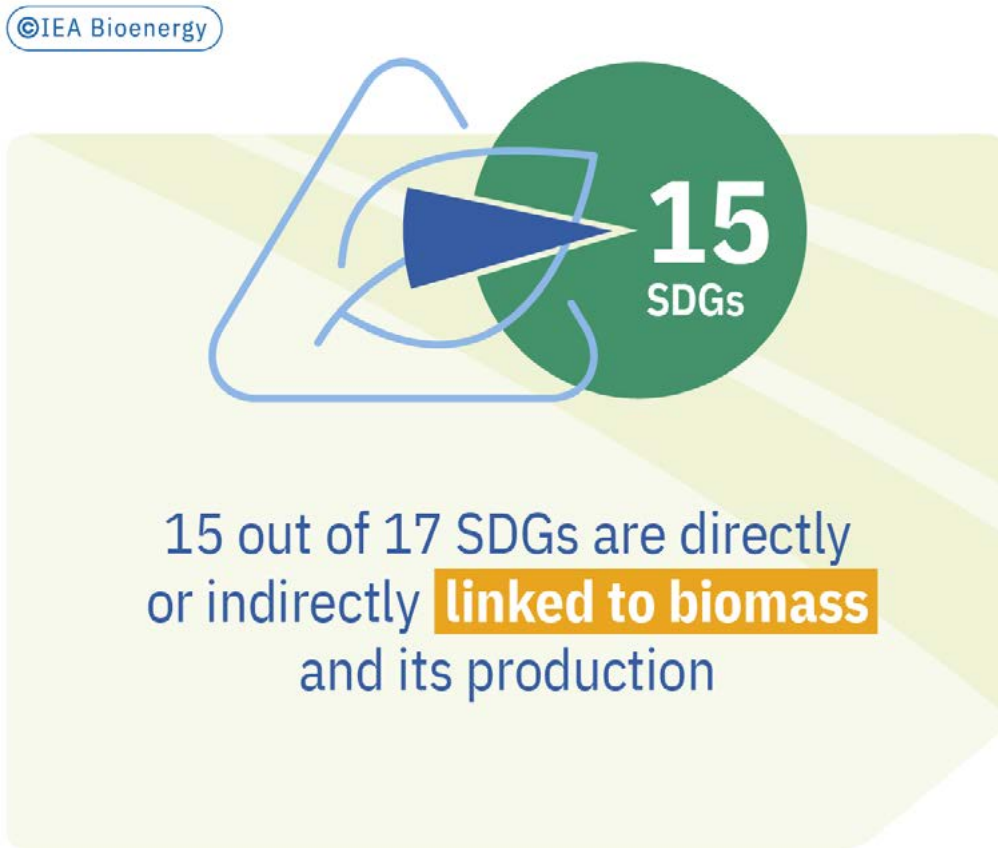 ©IEA Bioenergy
15
SDGs
15 out of 17 SDGs are directly
or indirectly linked to biomass
and its production